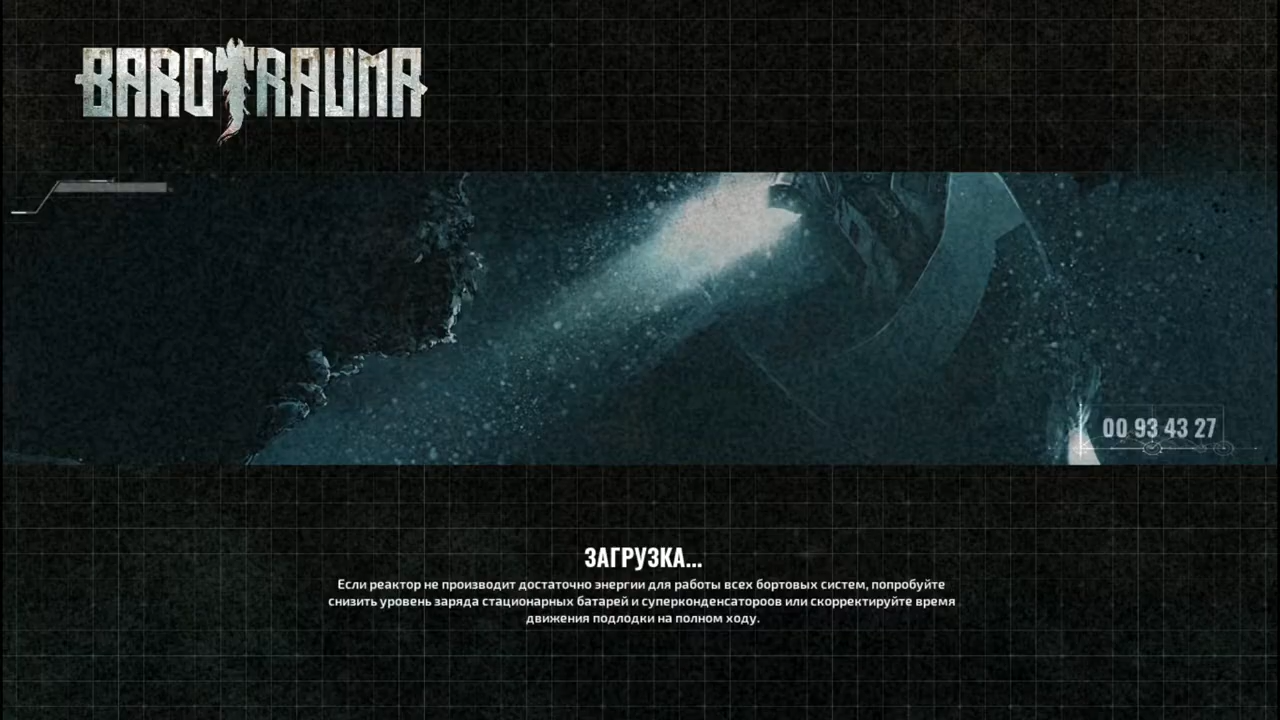 BAROTRAUMA
00 93 43 27
ЗАГРУЗКА...
Если реактор не производит достаточно энергии для работы всех бортовых систем, попробуйте
снизить уровень заряда стационарных батарей и суперконденсатороов или скорректируйте время
движения подлодки на полном ходу.